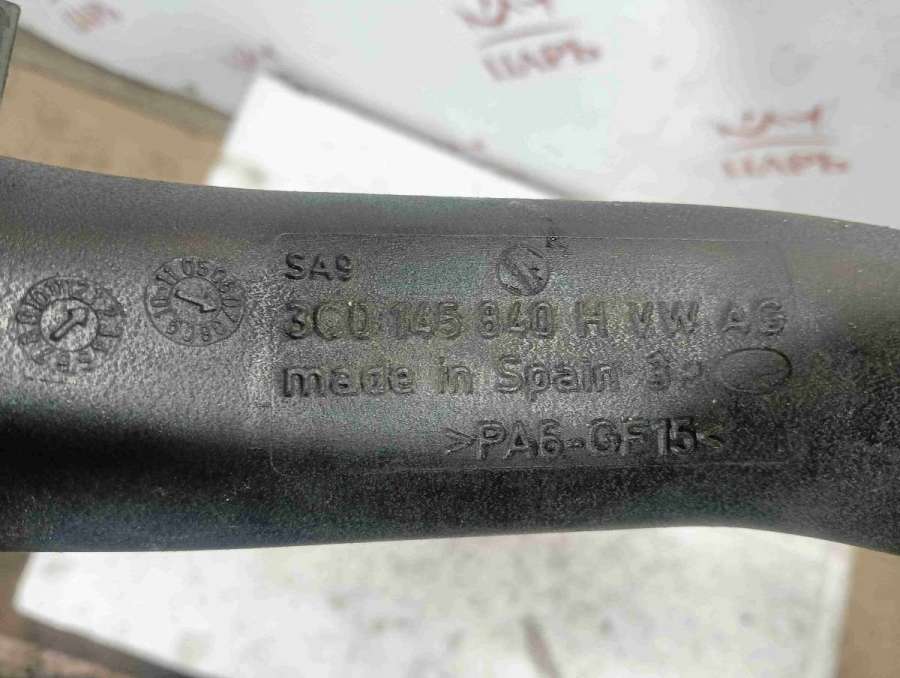 SA9
3C0 145 840 H VW AG
made in Spain
>PA6-GF15<